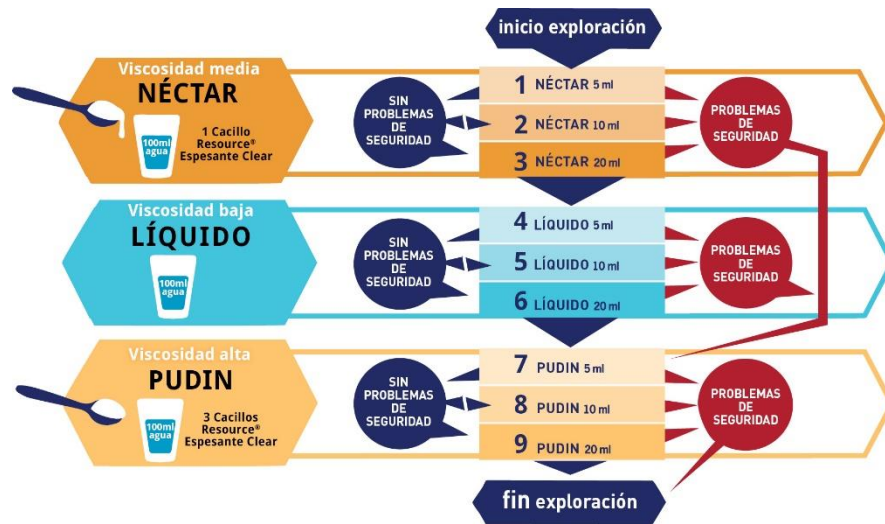 inicio exploración
Viscosidad media
NÉCTAR
100ml
agua
1 Cacillo
Resource®
Espesante Clear
SIN
PROBLEMAS
DE
SEGURIDAD
1 NÉCTAR 5 ml
2 NÉCTAR 10 ml
3 NÉCTAR 20 ml
PROBLEMAS
DE
SEGURIDAD
Viscosidad baja
LÍQUIDO
100ml
agua
SIN
PROBLEMAS
DE
SEGURIDAD
4 LÍQUIDO 5 ml
5 LÍQUIDO 10 ml
6 LÍQUIDO 20 ml
PROBLEMAS
DE
SEGURIDAD
Viscosidad alta
PUDIN
100ml
agua
3 Cacillos
Resource®
Espesante Clear
SIN
PROBLEMAS
DE
SEGURIDAD
7 PUDIN 5 ml
8 PUDIN 10 ml
9 PUDIN 20 ml
PROBLEMAS
DE
SEGURIDAD
fin exploración